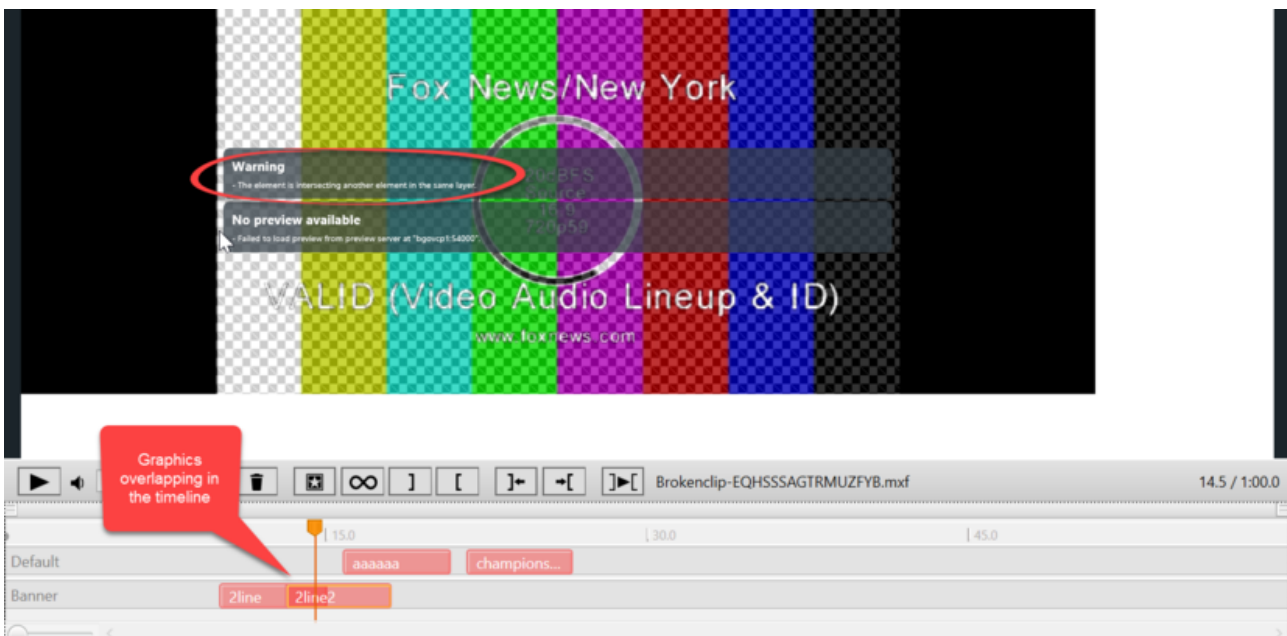 Fox News/New York
Warning
- The element is intersecting another element in the same layer.
No preview available
- Failed to load preview from preview server at "bgovcp1:54000".
16:9
720p59
VALID (Video Audio Lineup & ID)
www.foxnews.com
Graphics
overlapping in
the timeline
Brokenclip-EQHSSSAGTRMUZFYB.mxf
14.5 / 1:00.0
15.0
30.0
45.0
Default
aaaaaa
champions...
Banner
2line
2line2